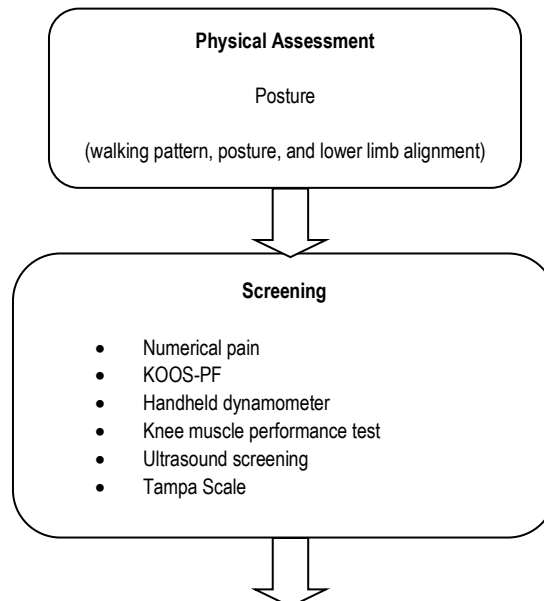 Physical Assessment
Posture
(walking pattern, posture, and lower limb alignment)
Screening
• Numerical pain
• KOOS-PF
• Handheld dynamometer
• Knee muscle performance test
• Ultrasound screening
• Tampa Scale